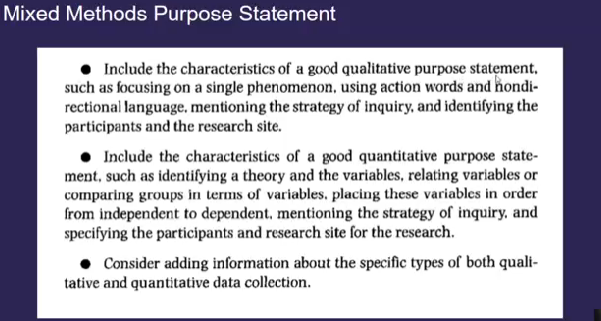 Mixed Methods Purpose Statement
● Include the characteristics of a good qualitative purpose statement,
such as focusing on a single phenomenon, using action words and nondi-
rectional language, mentioning the strategy of inquiry, and identifying the
participants and the research site.
● Include the characteristics of a good quantitative purpose state-
ment, such as identifying a theory and the variables, relating variables or
comparing groups in terms of variables, placing these variables in order
from independent to dependent, mentioning the strategy of inquiry, and
specifying the participants and research site for the research.
● Consider adding information about the specific types of both quali-
tative and quantitative data collection.